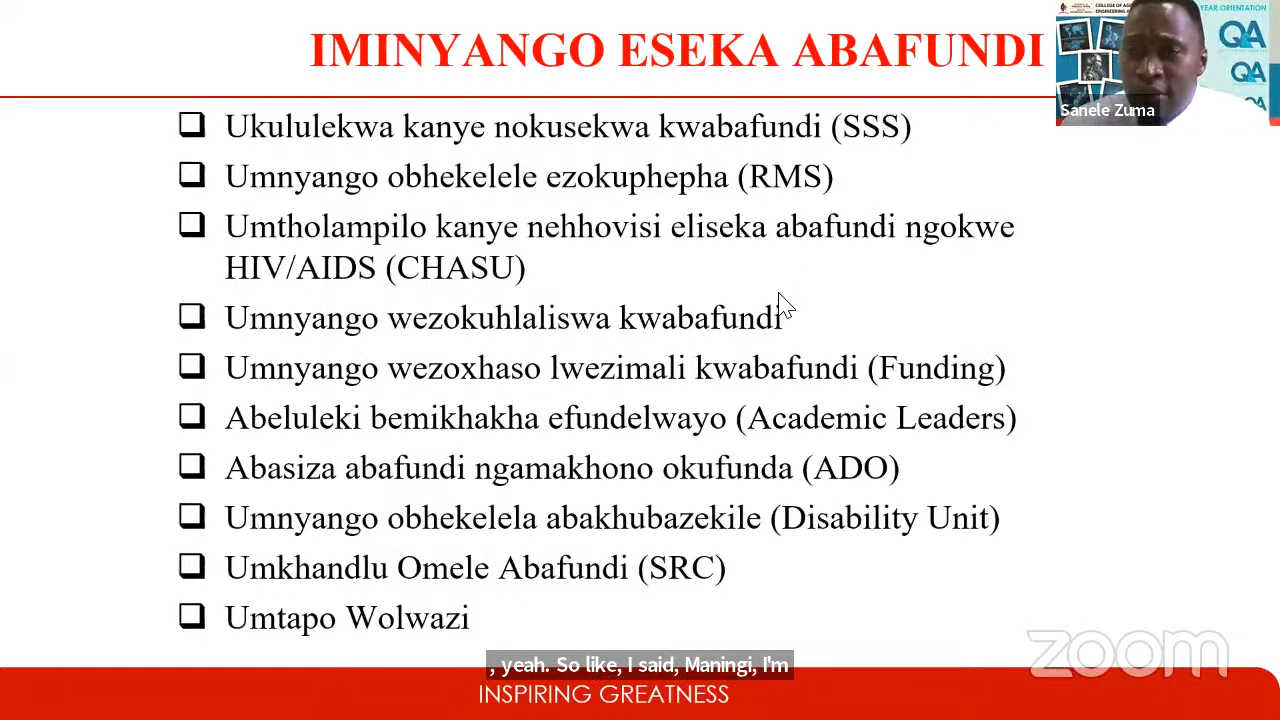 IMINYANGO ESEKA ABAFUNDI
Ukululekwa kanye nokusekwa kwabafundi (SSS)
Umnyango obhekelele ezokuphepha (RMS)
Umtholampilo kanye nehhovisi eliseka abafundi ngokwe
HIV/AIDS (CHASU)
Umnyango wezokuhlaliswa kwabafundi
Umnyango wezoxhaso lwezimali kwabafundi (Funding)
Abeluleki bemikhakha efundelwayo (Academic Leaders)
Abasiza abafundi ngamakhono okufunda (ADO)
Umnyango obhekelela abakhubazekile (Disability Unit)
Umkhandlu Omele Abafundi (SRC)
Umtapo Wolwazi
YEAR ORIENTATION
Q&A
Q&A
Sanele Zuma
, yeah. So like, I said, Maningi, I'm
INSPIRING GREATNESS
zoom